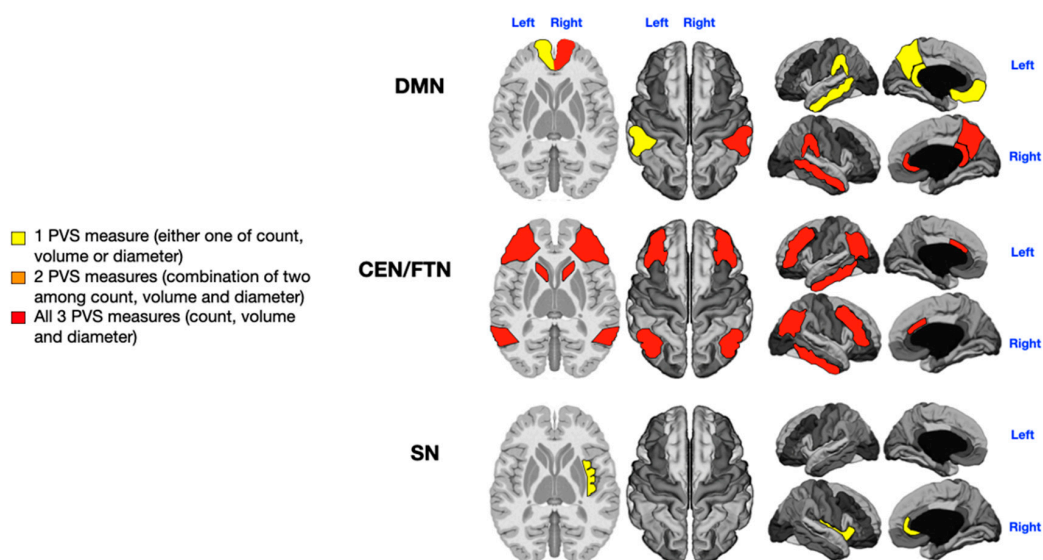 Left Right Left Right
DMN
Left
Right
1 PVS measure (either one of count,
volume or diameter)
2 PVS measures (combination of two
among count, volume and diameter)
All 3 PVS measures (count, volume
and diameter)
CEN/FTN
Left
Right
SN
Left
Right